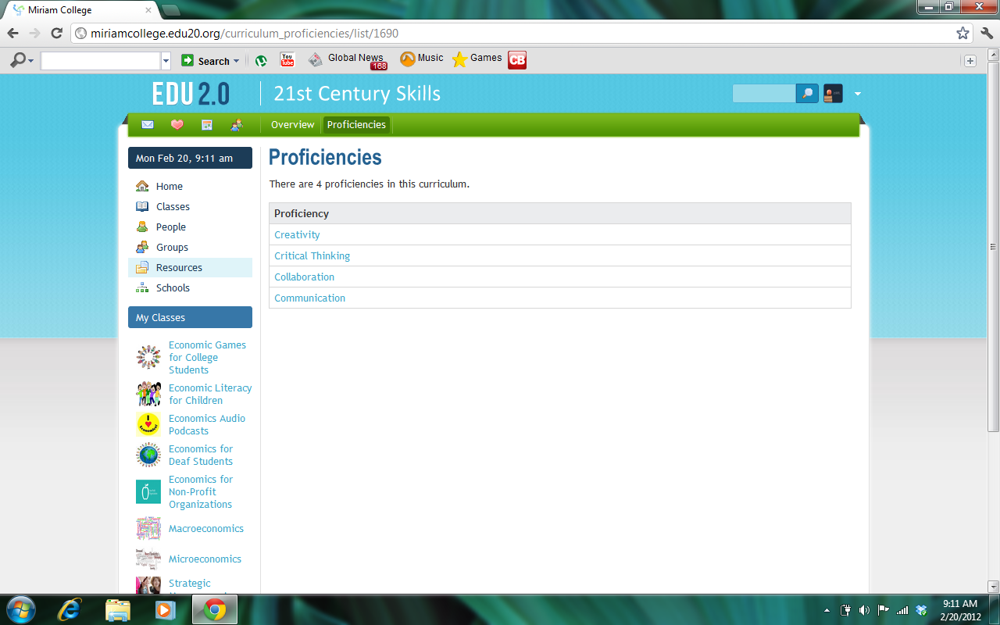 Miriam College
miriamcollege.edu20.org/curriculum_proficiencies/list/1690
Search
You Tube
Global News
168
Music
Games
CB
EDU 2.0
21st Century Skills
Overview
Proficiencies
Mon Feb 20, 9:11 am
Home
Classes
People
Groups
Resources
Schools
My Classes
Economic Games
for College
Students
Economic Literacy
for Children
Economics Audio
Podcasts
Economics for
Deaf Students
Economics for
Non-Profit
Organizations
Macroeconomics
Microeconomics
Strategic
Proficiencies
There are 4 proficiencies in this curriculum.
Proficiency
Creativity
Critical Thinking
Collaboration
Communication
9:11 AM
2/20/2012